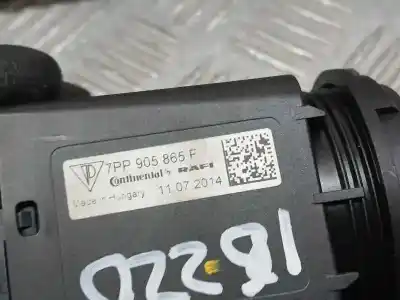 7PP 905 865 F
Continental RAFI
Made in Hungary 11.07.2014
02281